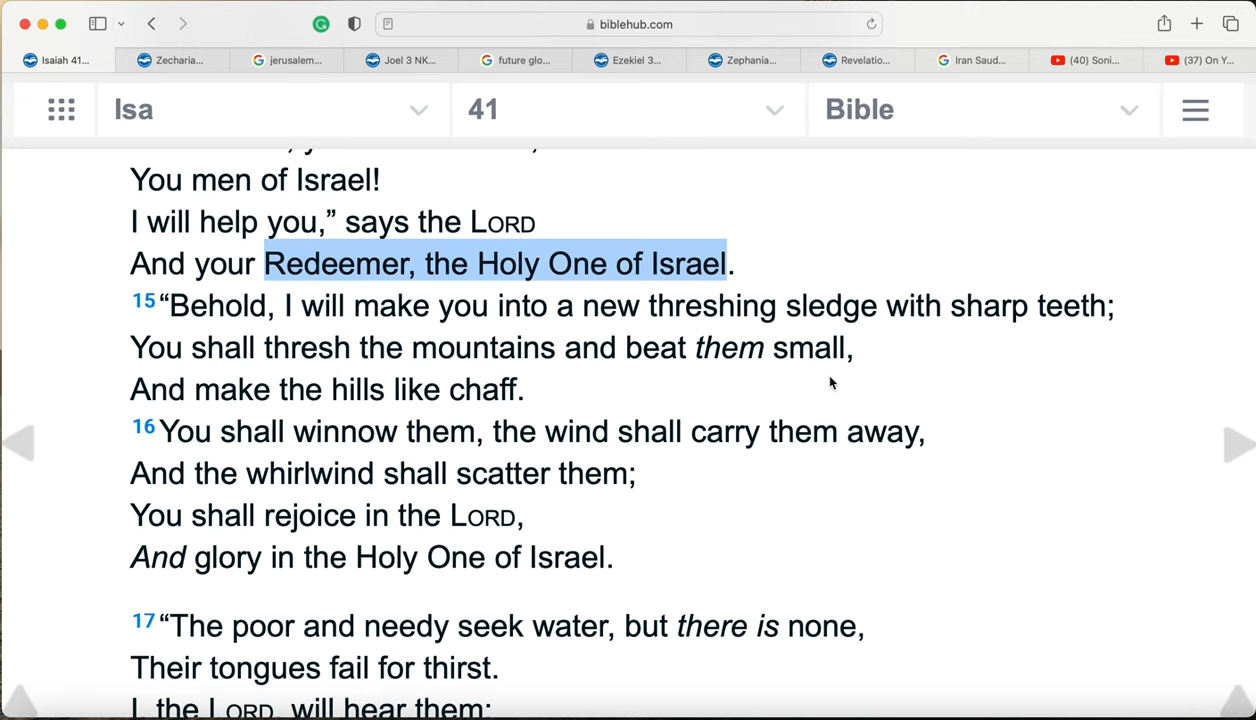 biblehub.com
Isaiah 41... Zecharia... jerusalem... Joel 3 NK... future glo... Ezekiel 3... Zephania... Revelatio... Iran Saud... (40) Soni... (37) On Y...
Isa 41 Bible
You men of Israel!
I will help you,” says the LORD
And your Redeemer, the Holy One of Israel.
15 “Behold, I will make you into a new threshing sledge with sharp teeth;
You shall thresh the mountains and beat them small,
And make the hills like chaff.
16 You shall winnow them, the wind shall carry them away,
And the whirlwind shall scatter them;
You shall rejoice in the LORD,
And glory in the Holy One of Israel.
17 “The poor and needy seek water, but there is none,
Their tongues fail for thirst.
I, the LORD, will hear them;